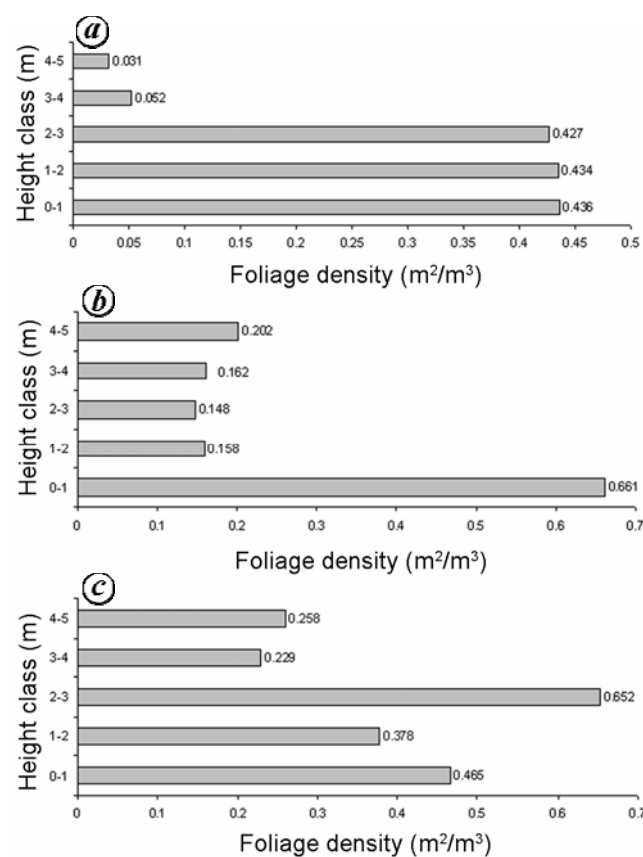 a
Height class (m)
4-5 0.031
3-4 0.052
2-3 0.427
1-2 0.434
0-1 0.436
0 0.05 0.1 0.15 0.2 0.25 0.3 0.35 0.4 0.45 0.5
Foliage density (m²/m³)
b
Height class (m)
4-5 0.202
3-4 0.162
2-3 0.148
1-2 0.158
0-1 0.661
0 0.1 0.2 0.3 0.4 0.5 0.6 0.7
Foliage density (m²/m³)
c
Height class (m)
4-5 0.258
3-4 0.229
2-3 0.652
1-2 0.378
0-1 0.465
0 0.1 0.2 0.3 0.4 0.5 0.6 0.7
Foliage density (m²/m³)